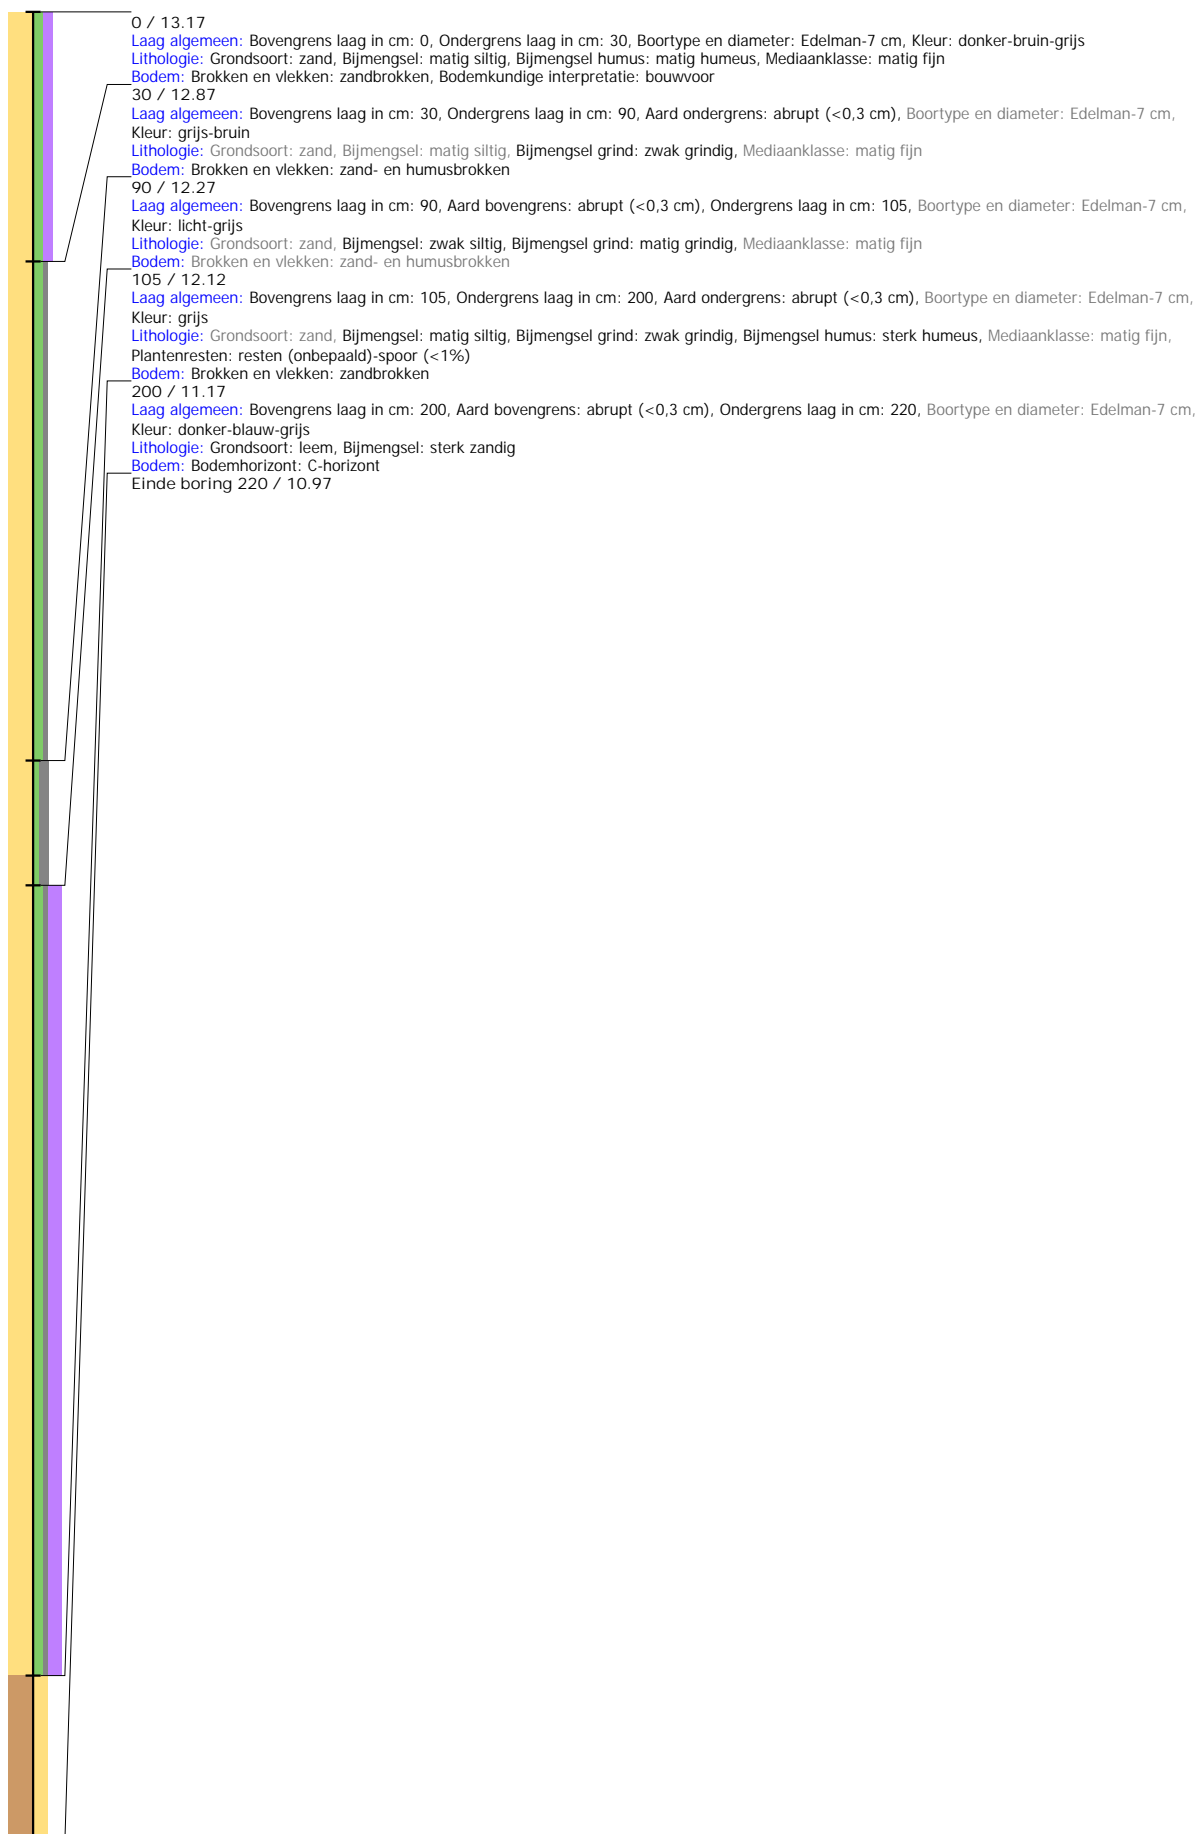 0 / 13.17
Laag algemeen: Bovengrens laag in cm: 0, Ondergrens laag in cm: 30, Boortype en diameter: Edelman-7 cm, Kleur: donker-bruin-grijs
Lithologie: Grondsoort: zand, Bijmengsel: matig siltig, Bijmengsel humus: matig humeus, Mediaanklasse: matig fijn
Bodem: Brokken en vlekken: zandbrokken, Bodemkundige interpretatie: bouwvoor
30 / 12.87
Laag algemeen: Bovengrens laag in cm: 30, Ondergrens laag in cm: 90, Aard ondergrens: abrupt (<0,3 cm), Boortype en diameter: Edelman-7 cm,
Kleur: grijs-bruin
Lithologie: Grondsoort: zand, Bijmengsel: matig siltig, Bijmengsel grind: zwak grindig, Mediaanklasse: matig fijn
Bodem: Brokken en vlekken: zand- en humusbrokken
90 / 12.27
Laag algemeen: Bovengrens laag in cm: 90, Aard bovengrens: abrupt (<0,3 cm), Ondergrens laag in cm: 105, Boortype en diameter: Edelman-7 cm,
Kleur: licht-grijs
Lithologie: Grondsoort: zand, Bijmengsel: zwak siltig, Bijmengsel grind: matig grindig, Mediaanklasse: matig fijn
Bodem: Brokken en vlekken: zand- en humusbrokken
105 / 12.12
Laag algemeen: Bovengrens laag in cm: 105, Ondergrens laag in cm: 200, Aard ondergrens: abrupt (<0,3 cm), Boortype en diameter: Edelman-7 cm,
Kleur: grijs
Lithologie: Grondsoort: zand, Bijmengsel: matig siltig, Bijmengsel grind: zwak grindig, Bijmengsel humus: sterk humeus, Mediaanklasse: matig fijn,
Plantenresten: resten (onbepaald)-spoor (<1%)
Bodem: Brokken en vlekken: zandbrokken
200 / 11.17
Laag algemeen: Bovengrens laag in cm: 200, Aard bovengrens: abrupt (<0,3 cm), Ondergrens laag in cm: 220, Boortype en diameter: Edelman-7 cm,
Kleur: donker-blauw-grijs
Lithologie: Grondsoort: leem, Bijmengsel: sterk zandig
Bodem: Bodemhorizont: C-horizont
Einde boring 220 / 10.97